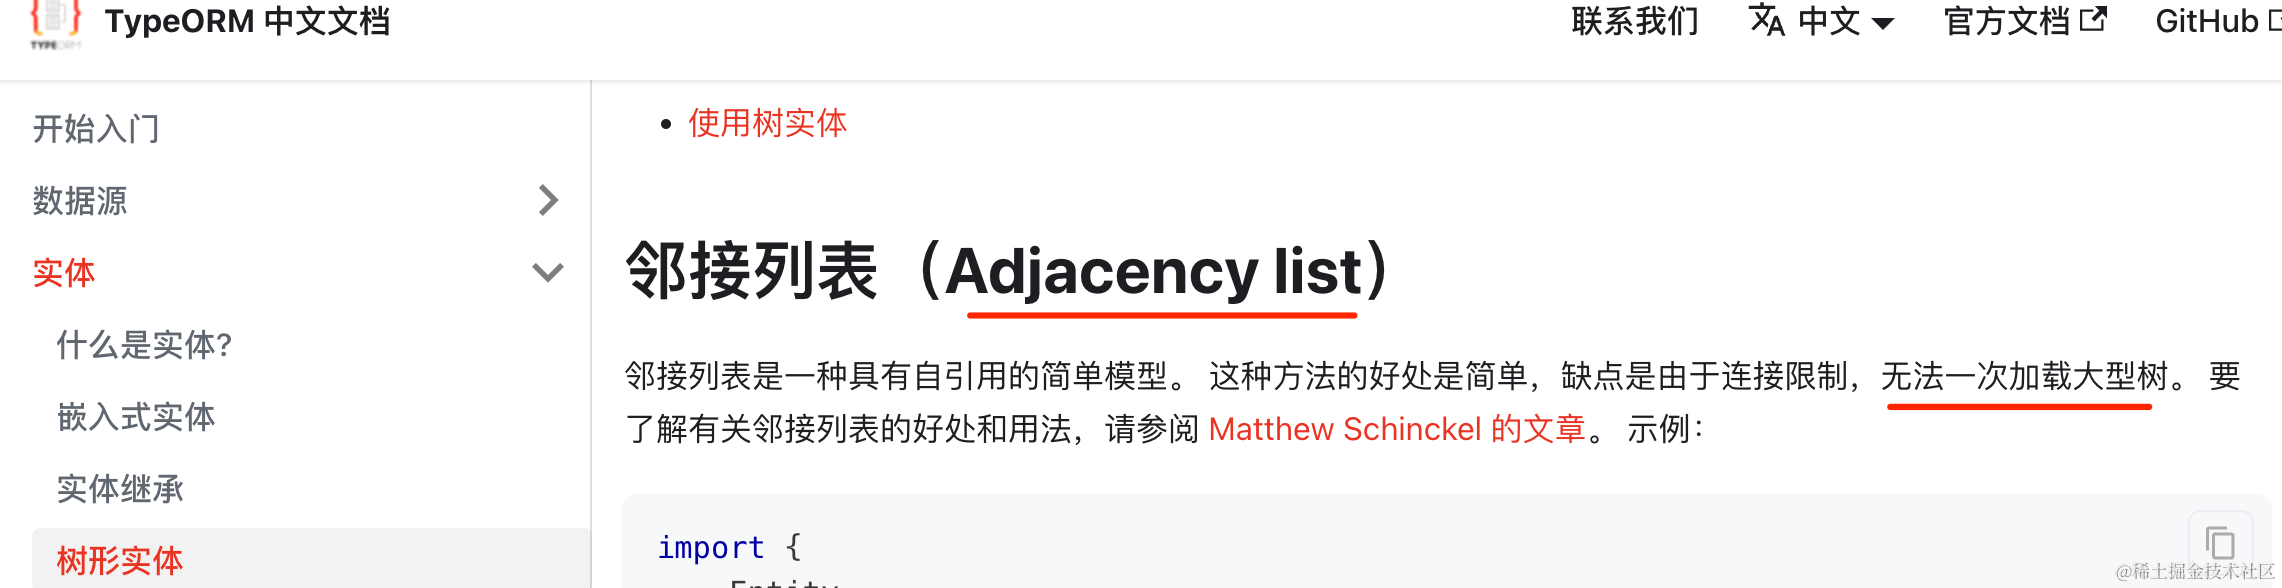 TYPEORM
TypeORM 中文文档
联系我们
中文
官方文档
GitHub
开始入门
数据源
实体
什么是实体?
嵌入式实体
实体继承
树形实体
使用树实体
邻接列表（Adjacency list）
邻接列表是一种具有自引用的简单模型。 这种方法的好处是简单，缺点是由于连接限制，无法一次加载大型树。 要
了解有关邻接列表的好处和用法，请参阅 Matthew Schinckel 的文章。 示例：
import {
Entity
@稀土掘金技术社区